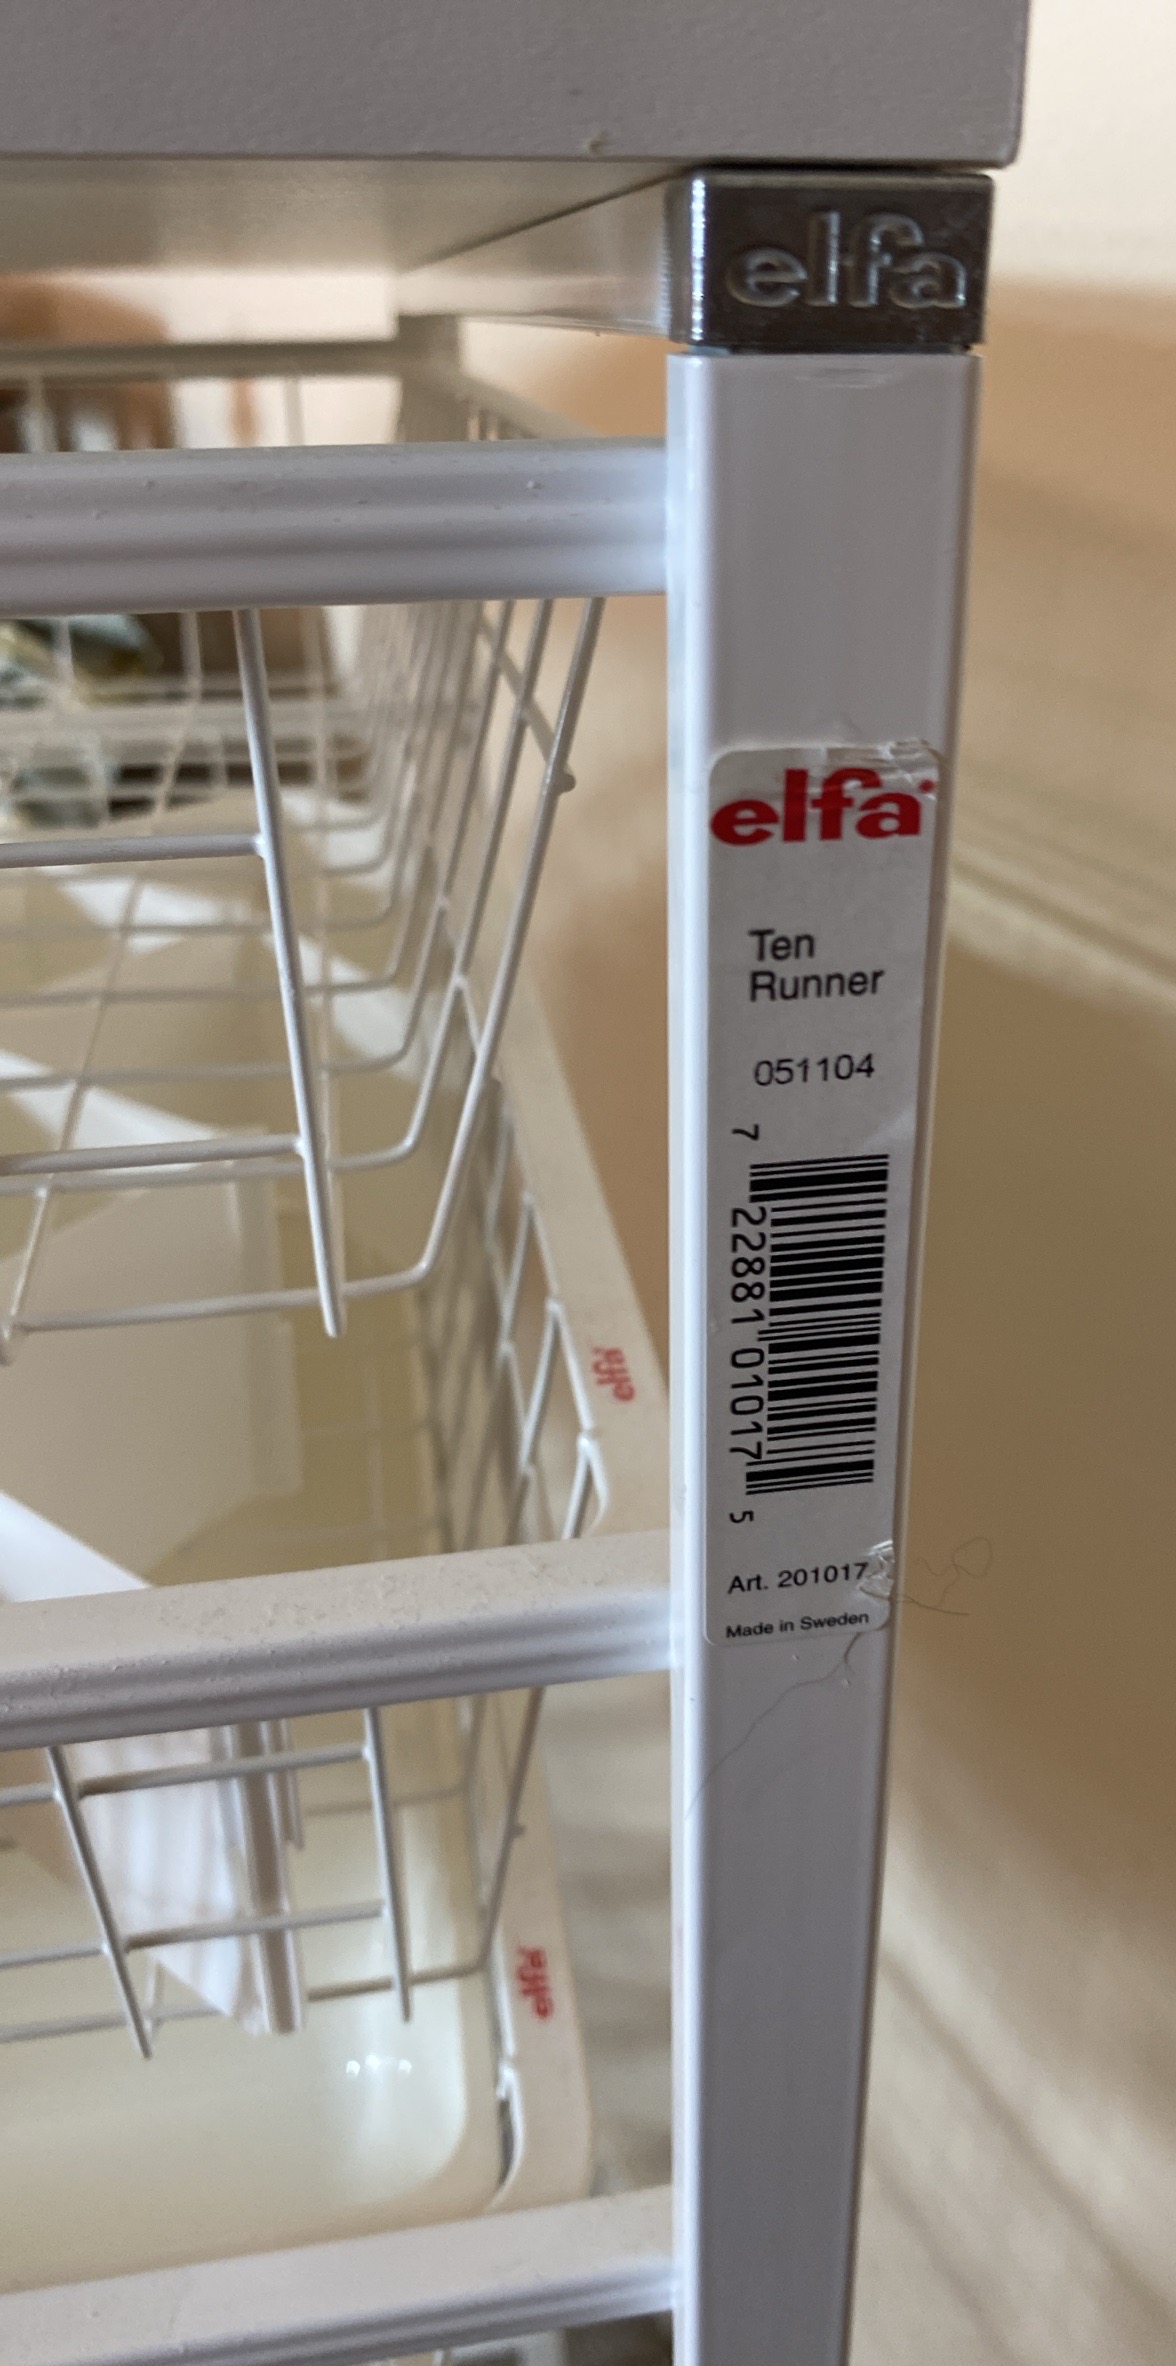 elfa
elfa
Ten
Runner
051104
7 22881 01017 5
Art. 201017
Made in Sweden
elfa
elfa